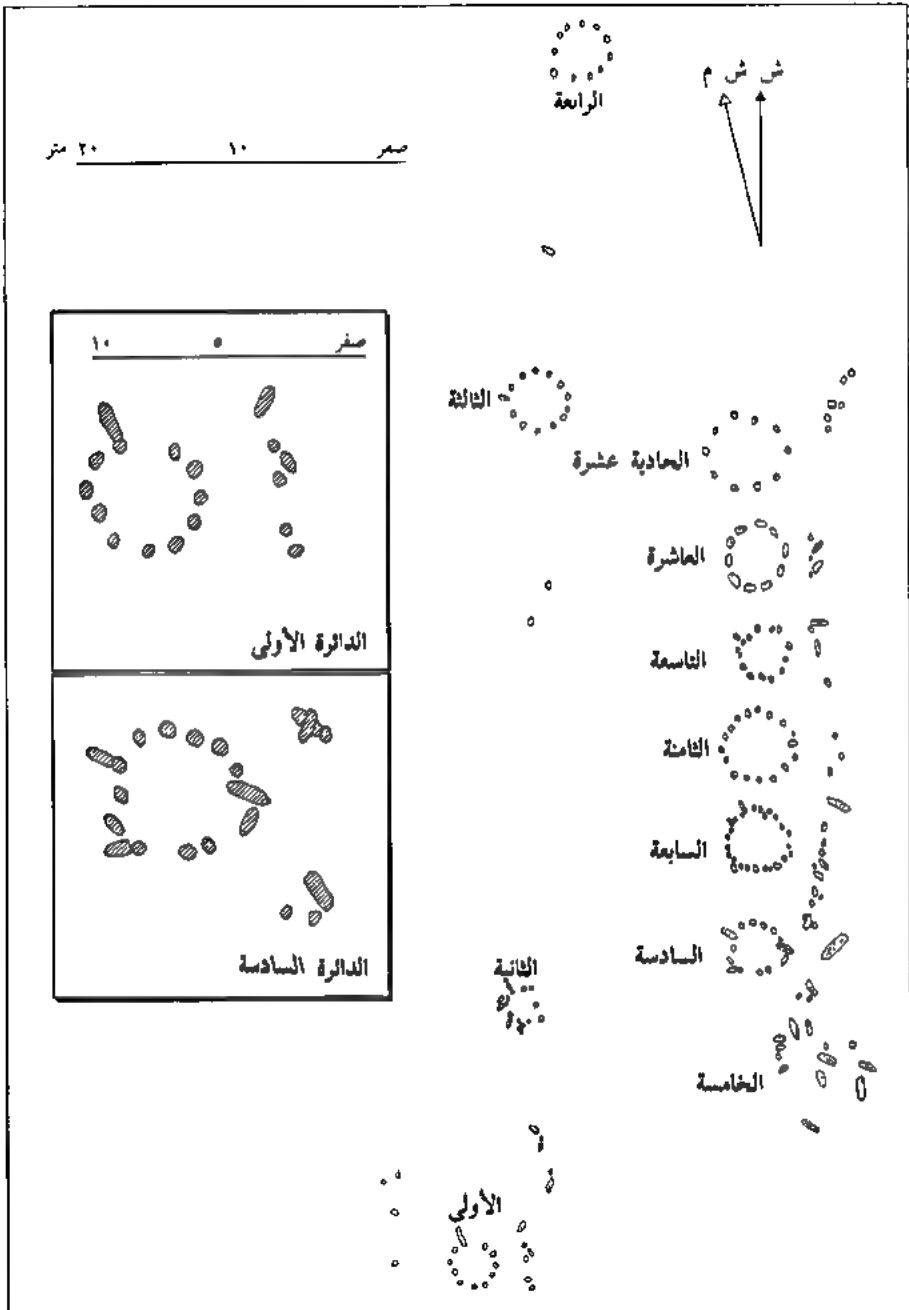 الرابعة
ش ش م
صفر ١٠ ٢٠ متر
صفر ٥ ١٠
الثالثة
الحادية عشرة
العاشرة
الدائرة الأولى
التاسعة
الثامنة
السابعة
السادسة
الدائرة السادسة
الثانية
الخامسة
الأولى